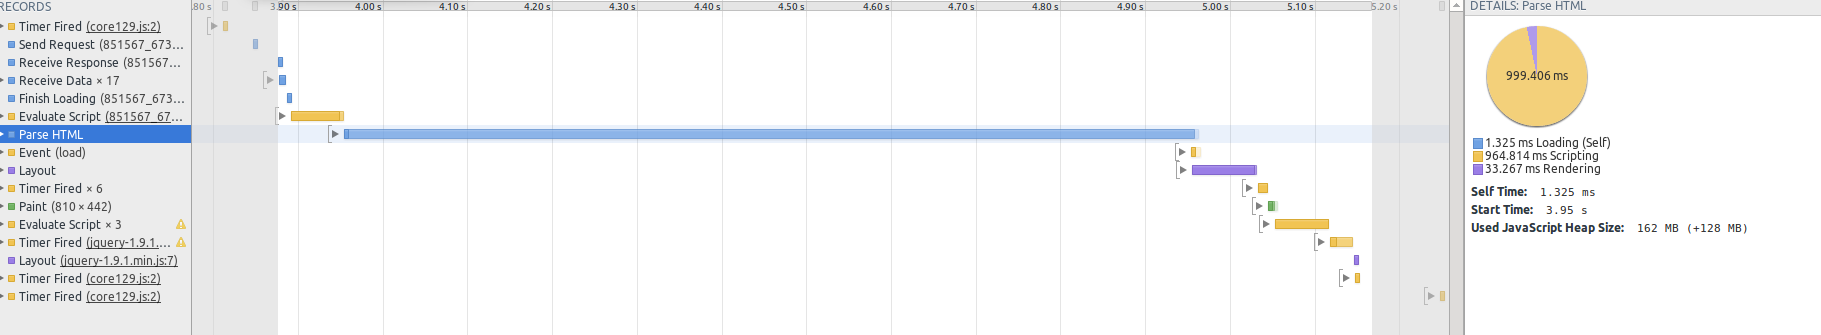 RECORDS
.80 s 3.90 s 4.00 s 4.10 s 4.20 s 4.30 s 4.40 s 4.50 s 4.60 s 4.70 s 4.80 s 4.90 s 5.00 s 5.10 s 5.20 s
Timer Fired (core129.js:2)
Send Request (851567_673...
Receive Response (851567...
Receive Data × 17
Finish Loading (851567_673...
Evaluate Script (851567_67...
Parse HTML
Event (load)
Layout
Timer Fired × 6
Paint (810 × 442)
Evaluate Script × 3
Timer Fired (jquery-1.9.1....
Layout (jquery-1.9.1.min.js:7)
Timer Fired (core129.js:2)
Timer Fired (core129.js:2)
DETAILS: Parse HTML
999.406 ms
1.325 ms Loading (Self)
964.814 ms Scripting
33.267 ms Rendering
Self Time: 1.325 ms
Start Time: 3.95 s
Used JavaScript Heap Size: 162 MB (+128 MB)